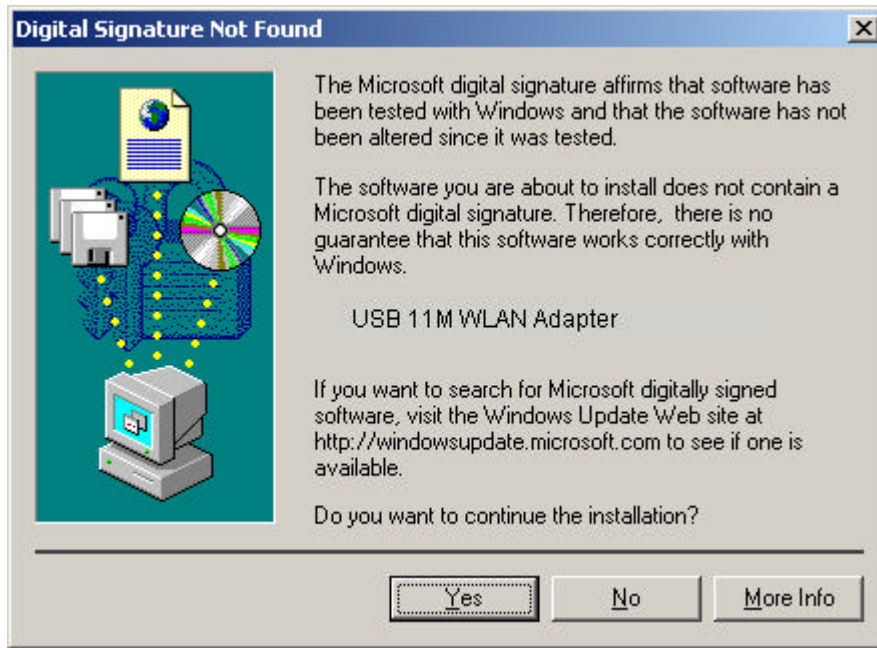 Digital Signature Not Found
The Microsoft digital signature affirms that software has
been tested with Windows and that the software has not
been altered since it was tested.
The software you are about to install does not contain a
Microsoft digital signature. Therefore, there is no
guarantee that this software works correctly with
Windows.
USB 11M WLAN Adapter
If you want to search for Microsoft digitally signed
software, visit the Windows Update Web site at
http://windowsupdate.microsoft.com to see if one is
available.
Do you want to continue the installation?
Yes No More Info